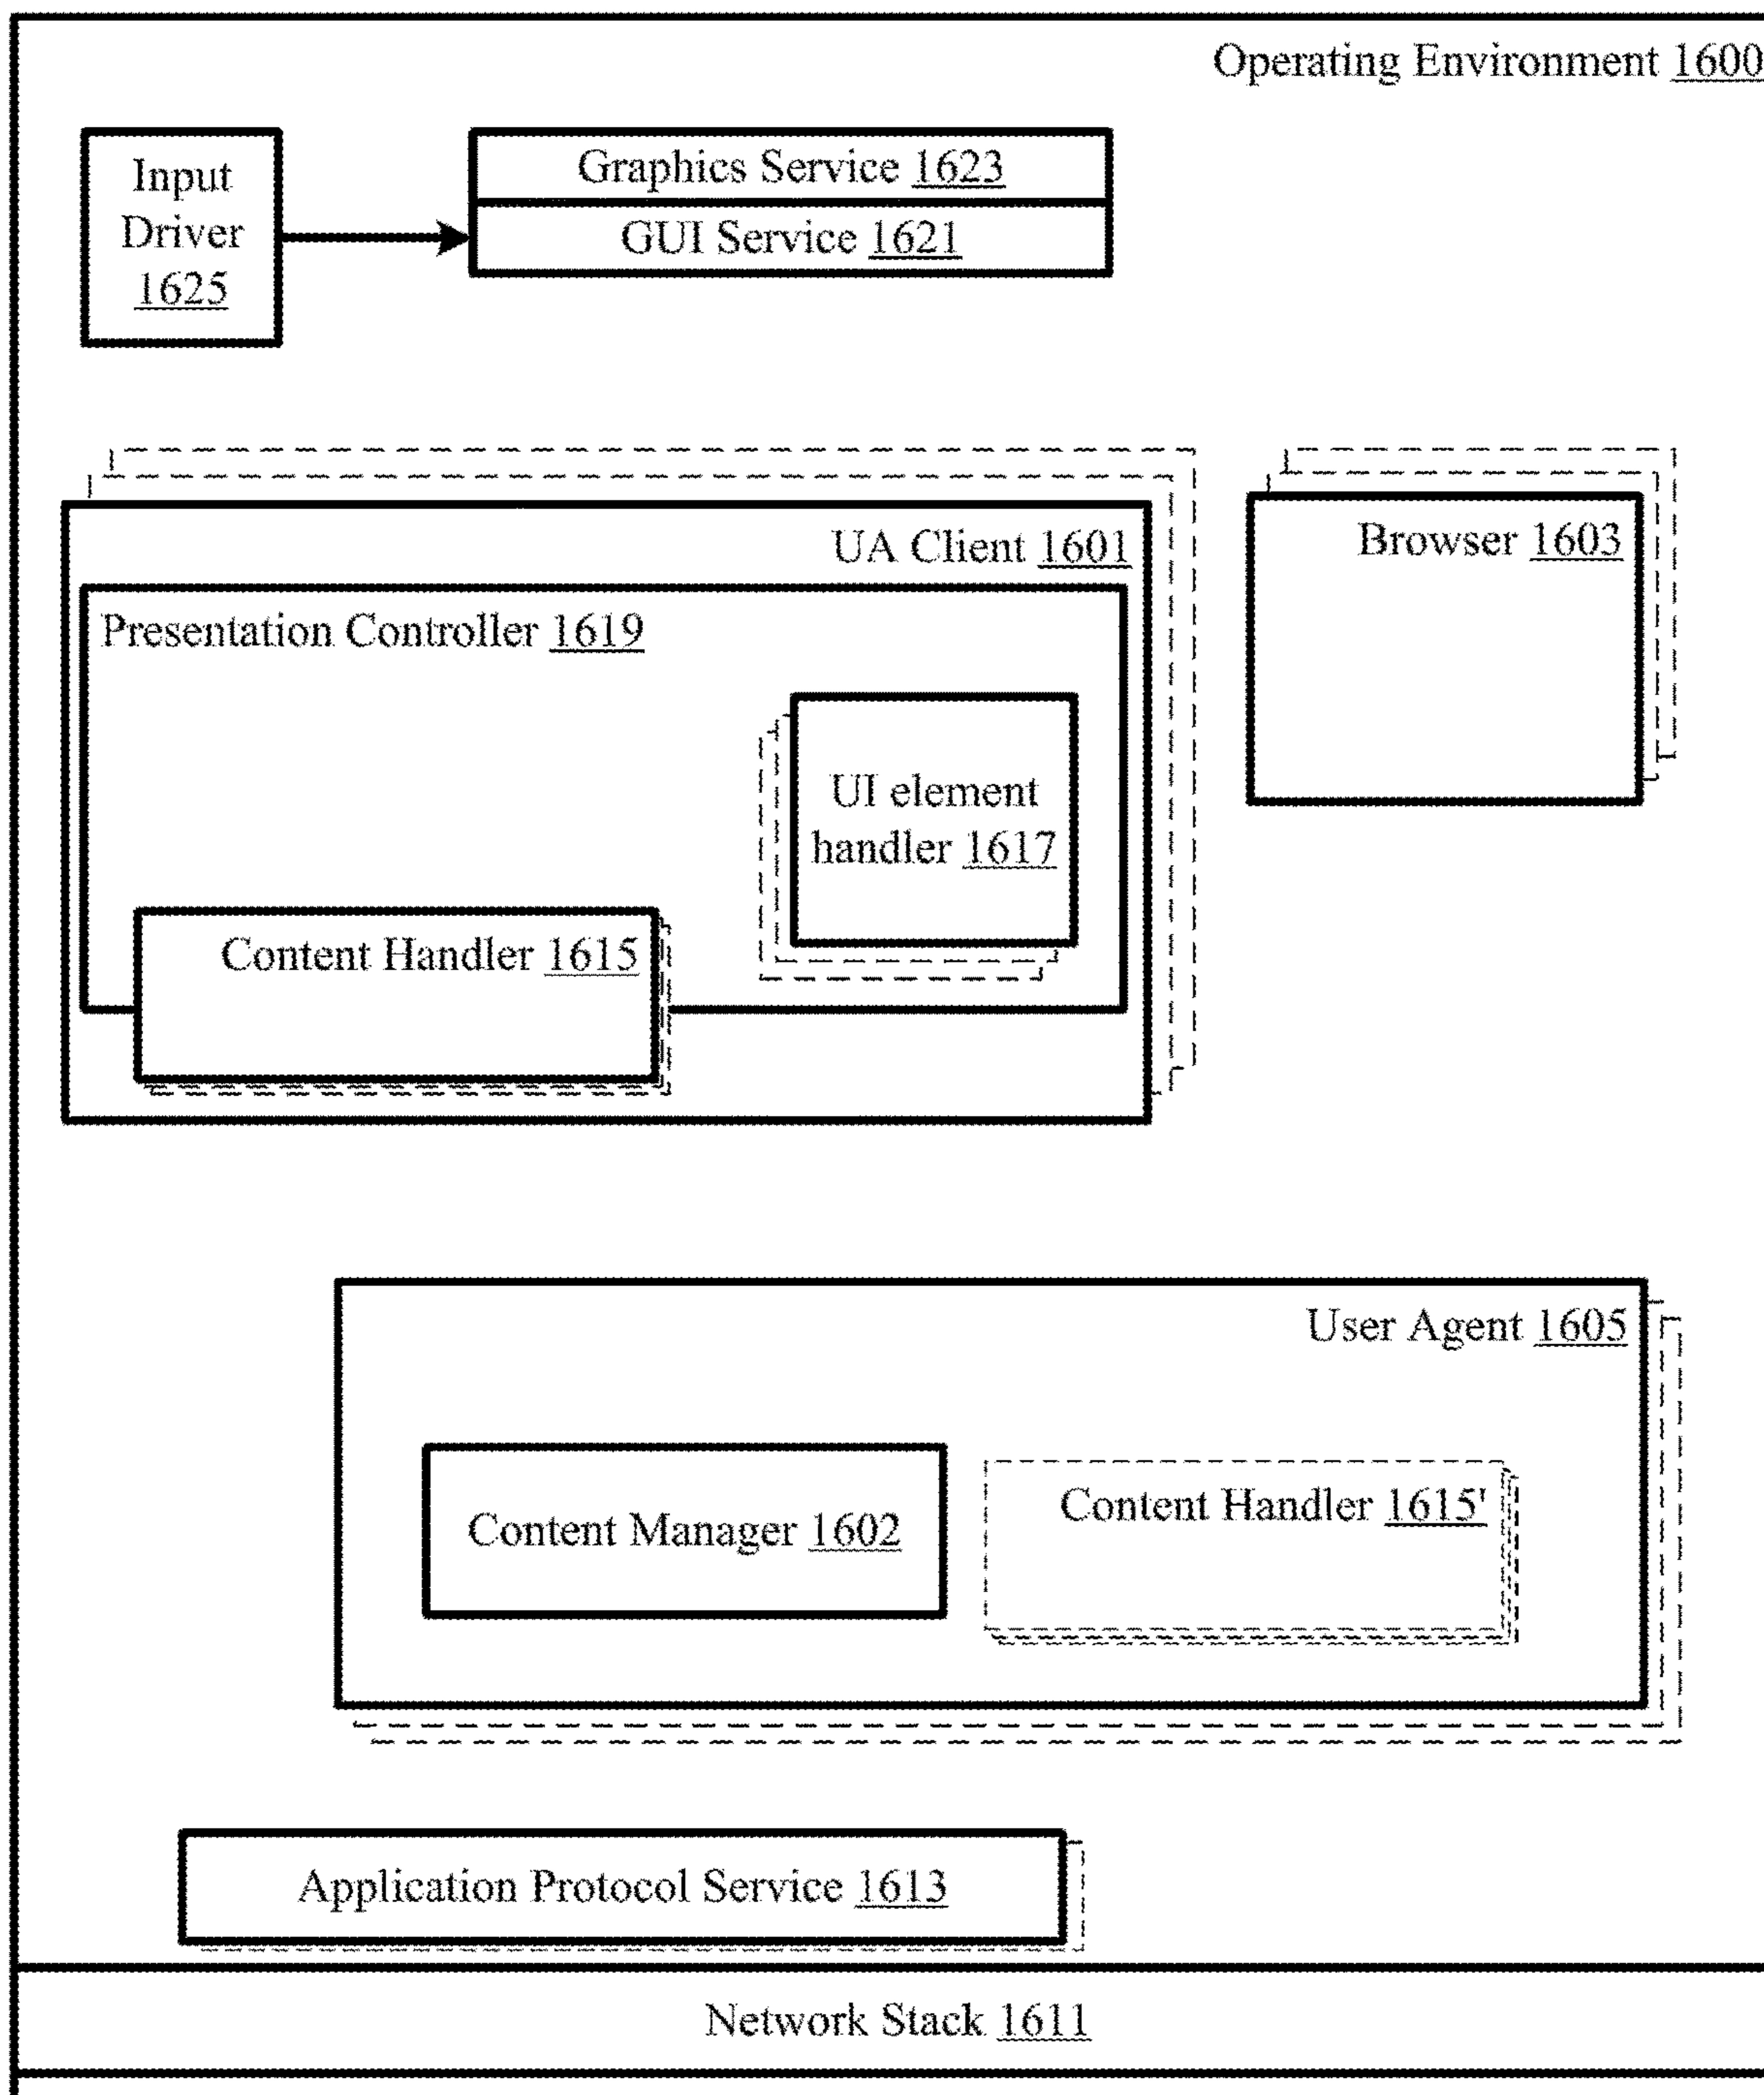 Operating Environment 1600
Input
Driver
1625
Graphics Service 1623
GUI Service 1621
UA Client 1601
Browser 1603
Presentation Controller 1619
UI element
handler 1617
Content Handler 1615
User Agent 1605
Content Manager 1602
Content Handler 1615'
Application Protocol Service 1613
Network Stack 1611